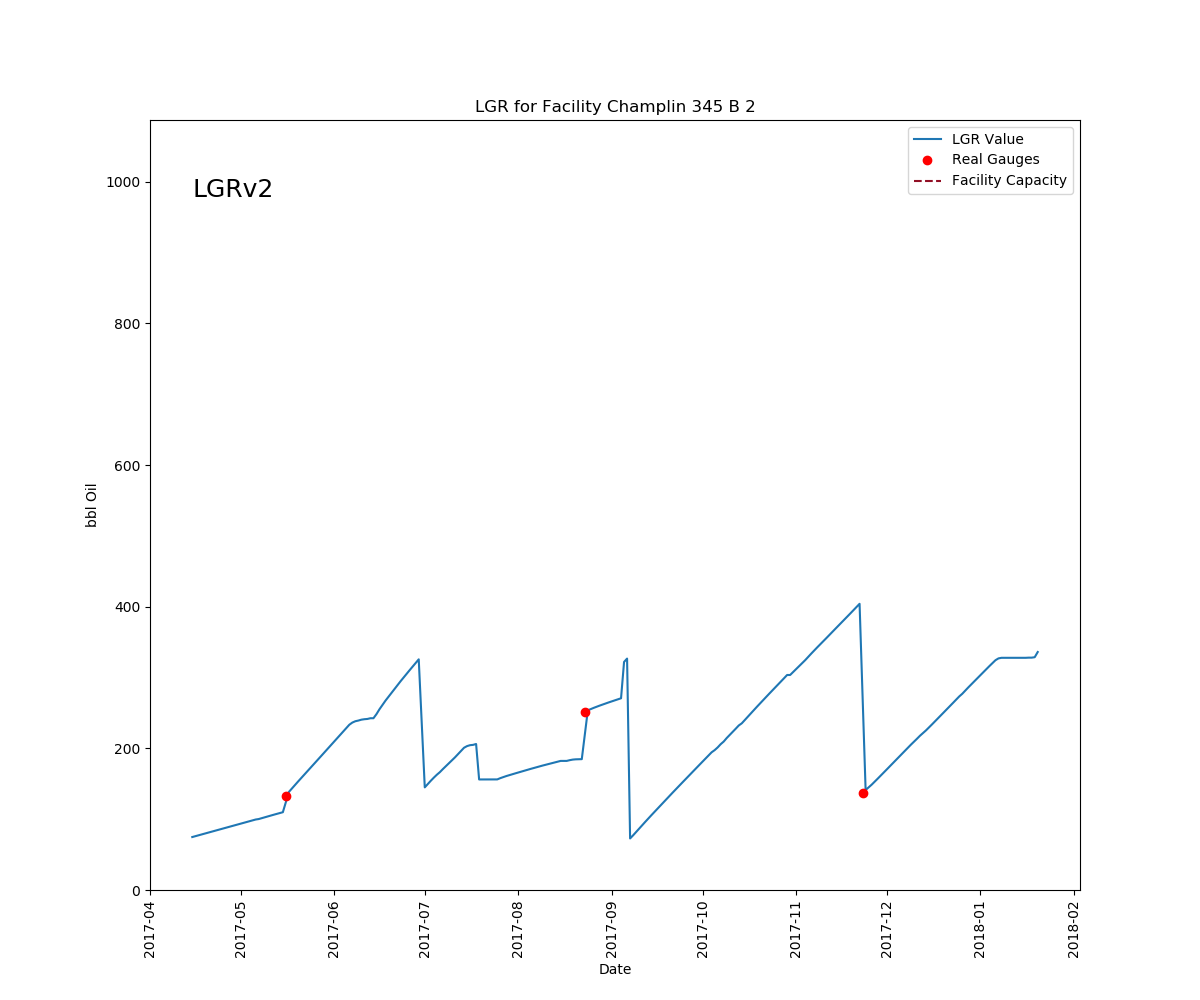 LGR for Facility Champlin 345 B 2
LGR Value
Real Gauges
Facility Capacity
LGRv2
bbl Oil
1000
800
600
400
200
0
2017-04
2017-05
2017-06
2017-07
2017-08
2017-09
2017-10
2017-11
2017-12
2018-01
2018-02
Date